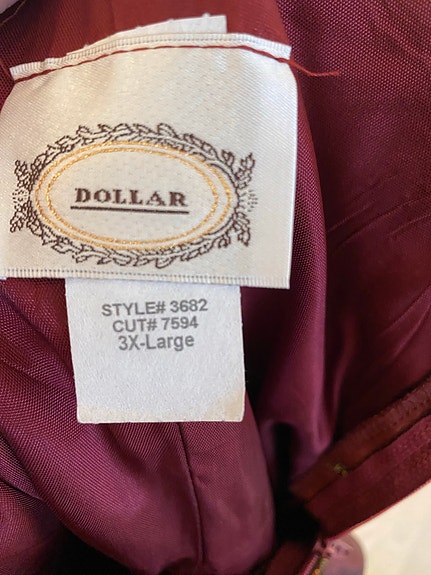 DOLLAR
STYLE# 3682
CUT# 7594
3X-Large